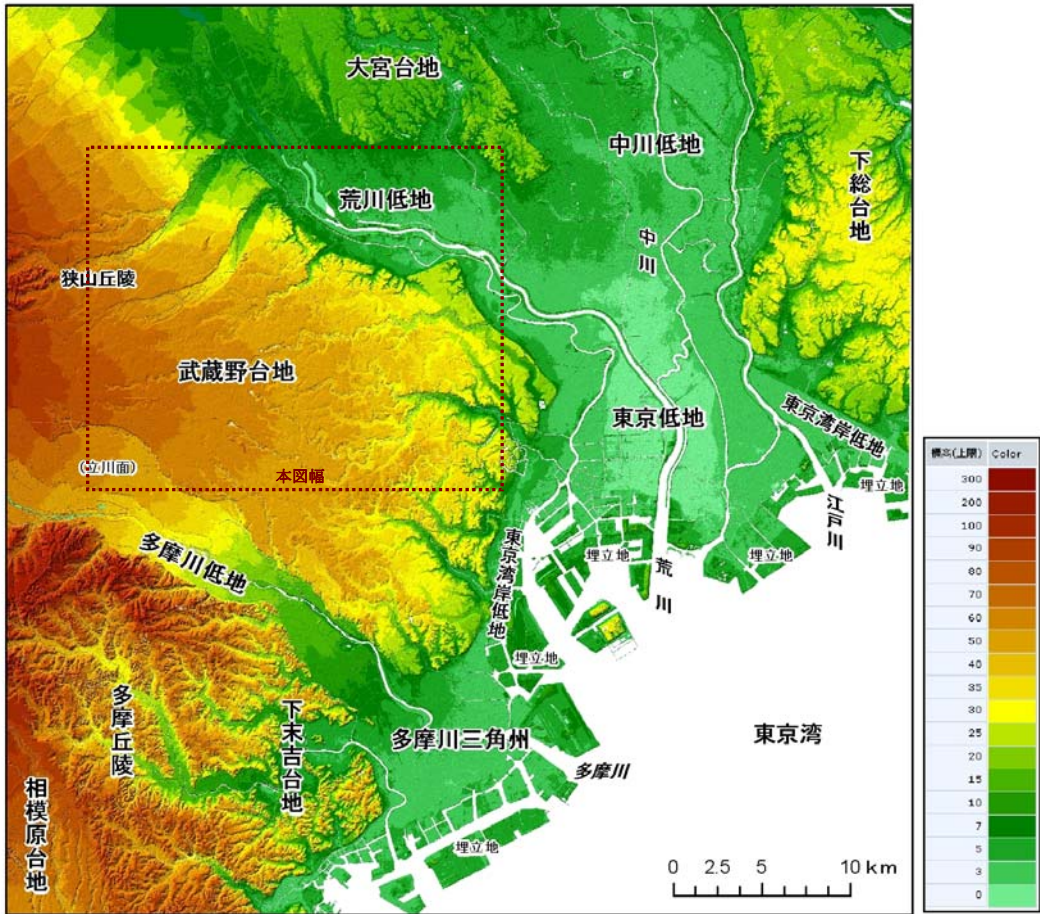 大宮台地
中川低地
下総台地
荒川低地
中川
狭山丘陵
武蔵野台地
東京低地
東京湾岸低地
(立川面)
本図幅
埋立地
江戸川
埋立地
埋立地
荒川
多摩川低地
東京湾岸低地
埋立地
多摩丘陵
下末吉台地
多摩川三角州
東京湾
多摩川
相模原台地
埋立地
0 2.5 5 10 km
標高(上限) Color
300
200
100
90
80
70
60
50
40
35
30
25
20
15
10
7
5
3
0